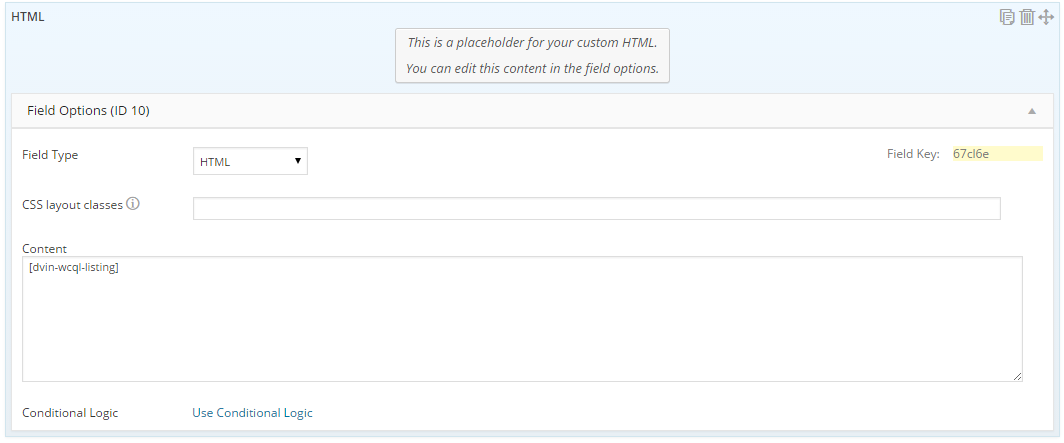 HTML
This is a placeholder for your custom HTML.
You can edit this content in the field options.
Field Options (ID 10)
Field Type
HTML
Field Key: 67cl6e
CSS layout classes
Content
[dvin-wcql-listing]
Conditional Logic
Use Conditional Logic